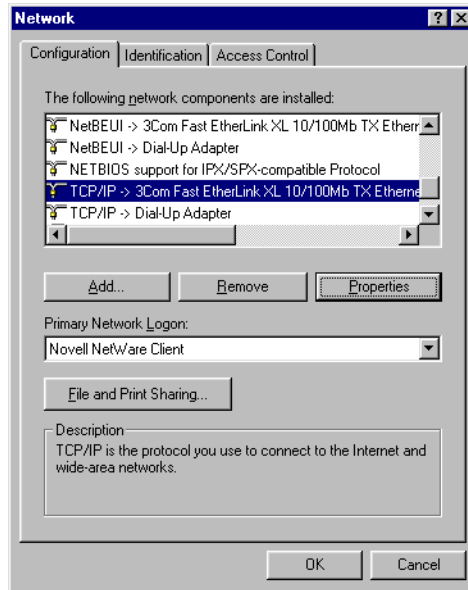 Network
Configuration Identification Access Control
The following network components are installed:
NetBEUI -> 3Com Fast EtherLink XL 10/100Mb TX Etherr
NetBEUI -> Dial-Up Adapter
NETBIOS support for IPX/SPX-compatible Protocol
TCP/IP -> 3Com Fast EtherLink XL 10/100Mb TX Etherne
TCP/IP -> Dial-Up Adapter
Add... Remove Properties
Primary Network Logon:
Novell NetWare Client
File and Print Sharing...
Description
TCP/IP is the protocol you use to connect to the Internet and
wide-area networks.
OK Cancel